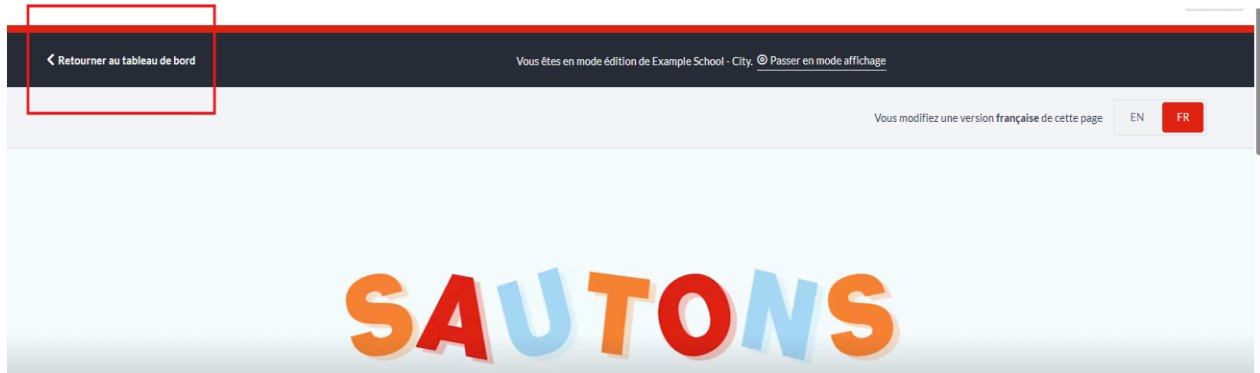 Retourner au tableau de bord
Vous êtes en mode édition de Example School - City. Passer en mode affichage
Vous modifiez une version française de cette page EN FR
SAUTONS